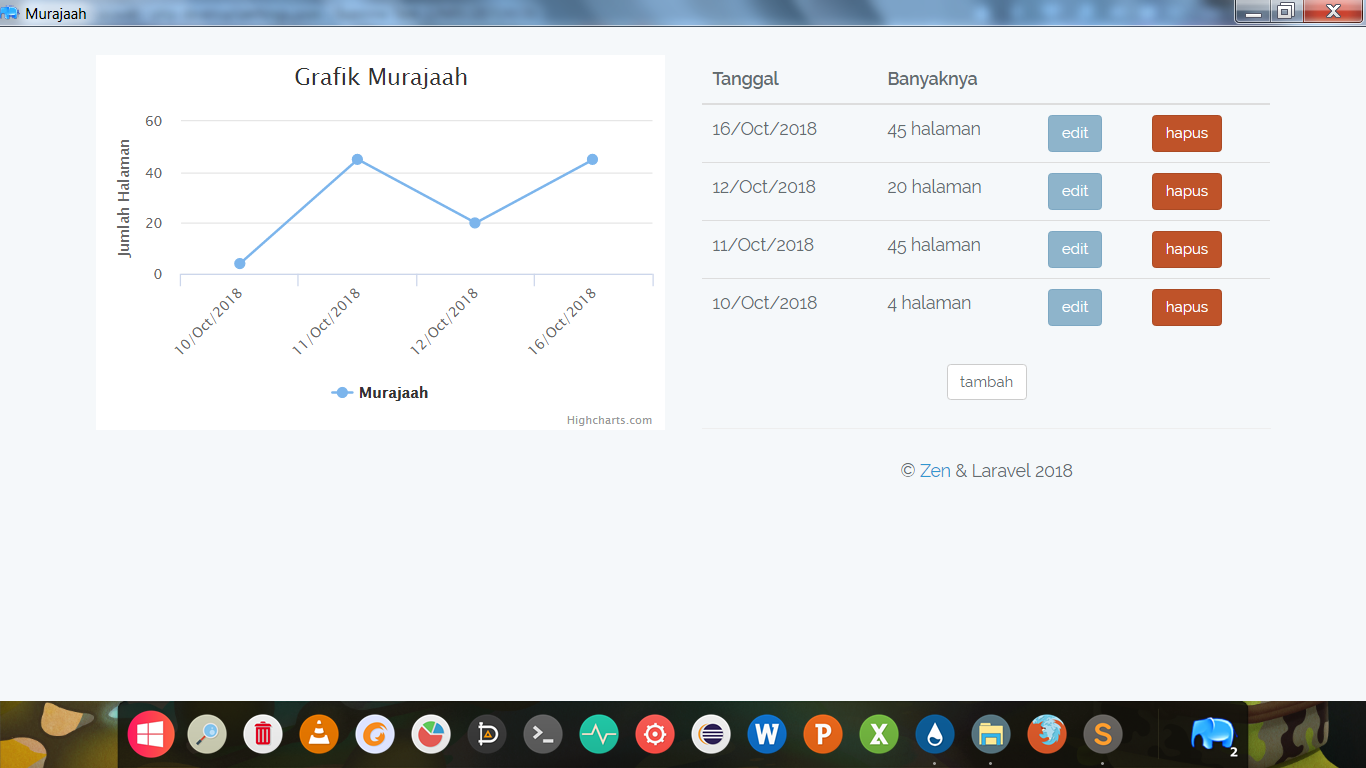 Murajaah
Grafik Murajaah
Jumlah Halaman
60
40
20
0
10/Oct/2018
11/Oct/2018
12/Oct/2018
16/Oct/2018
Murajaah
Highcharts.com
Tanggal Banyaknya
16/Oct/2018 45 halaman edit hapus
12/Oct/2018 20 halaman edit hapus
11/Oct/2018 45 halaman edit hapus
10/Oct/2018 4 halaman edit hapus
tambah
© Zen & Laravel 2018
W P X S 2